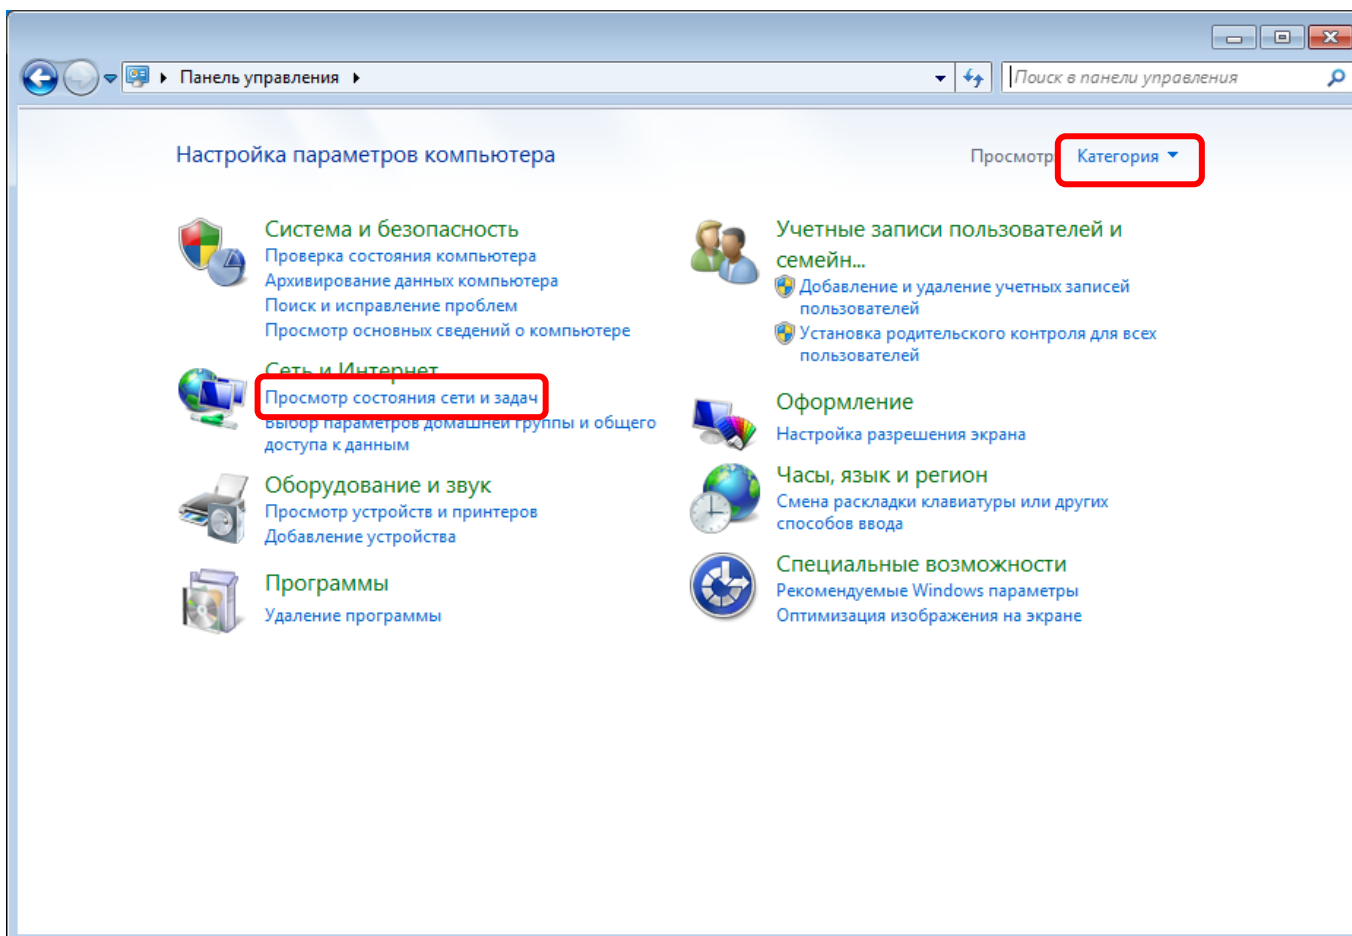 Панель управления
Поиск в панели управления
Настройка параметров компьютера
Просмотр
Категория
Система и безопасность
Проверка состояния компьютера
Архивирование данных компьютера
Поиск и исправление проблем
Просмотр основных сведений о компьютере
Сеть и Интернет
Просмотр состояния сети и задач
Выбор параметров домашней группы и общего
доступа к данным
Оборудование и звук
Просмотр устройств и принтеров
Добавление устройства
Программы
Удаление программы
Учетные записи пользователей и
семейн...
Добавление и удаление учетных записей
пользователей
Установка родительского контроля для всех
пользователей
Оформление
Настройка разрешения экрана
Часы, язык и регион
Смена раскладки клавиатуры или других
способов ввода
Специальные возможности
Рекомендуемые Windows параметры
Оптимизация изображения на экране